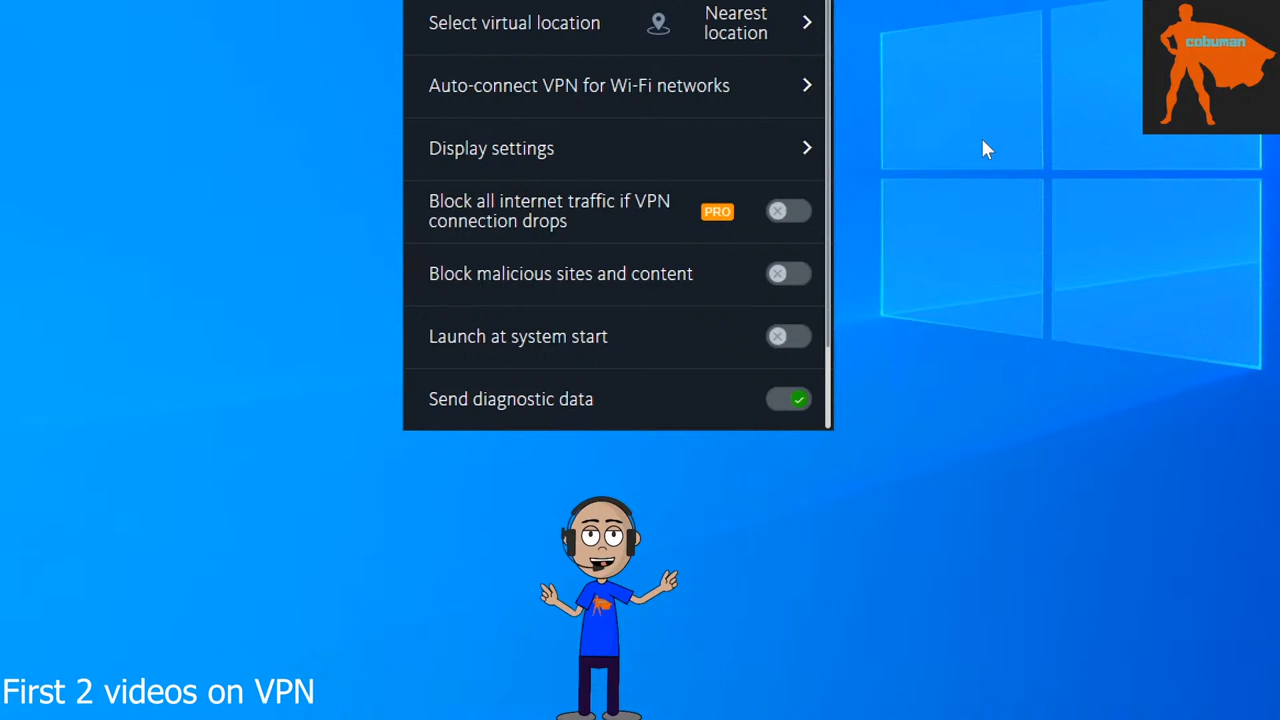 Select virtual location
Nearest
location
cobuman
Auto-connect VPN for Wi-Fi networks
Display settings
Block all internet traffic if VPN
connection drops
PRO
Block malicious sites and content
Launch at system start
Send diagnostic data
First 2 videos on VPN